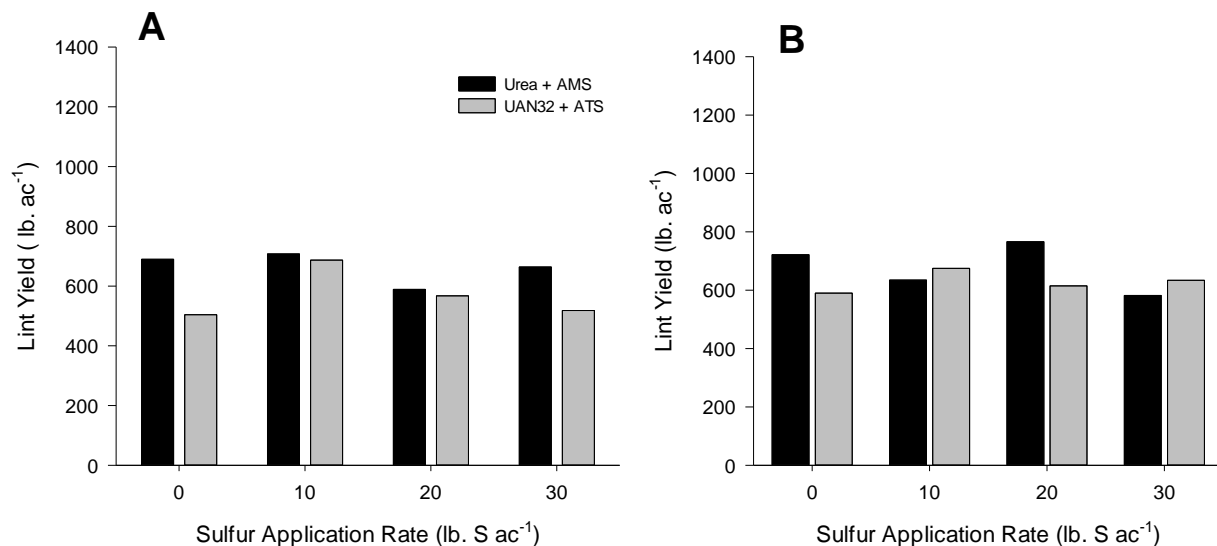 A
1400
1200
1000
800
600
400
200
0
Lint Yield ( lb. ac⁻¹)
Urea + AMS
UAN32 + ATS
0 10 20 30
Sulfur Application Rate (lb. S ac⁻¹)
B
1400
1200
1000
800
600
400
200
0
Lint Yield (lb. ac⁻¹)
0 10 20 30
Sulfur Application Rate (lb. S ac⁻¹)